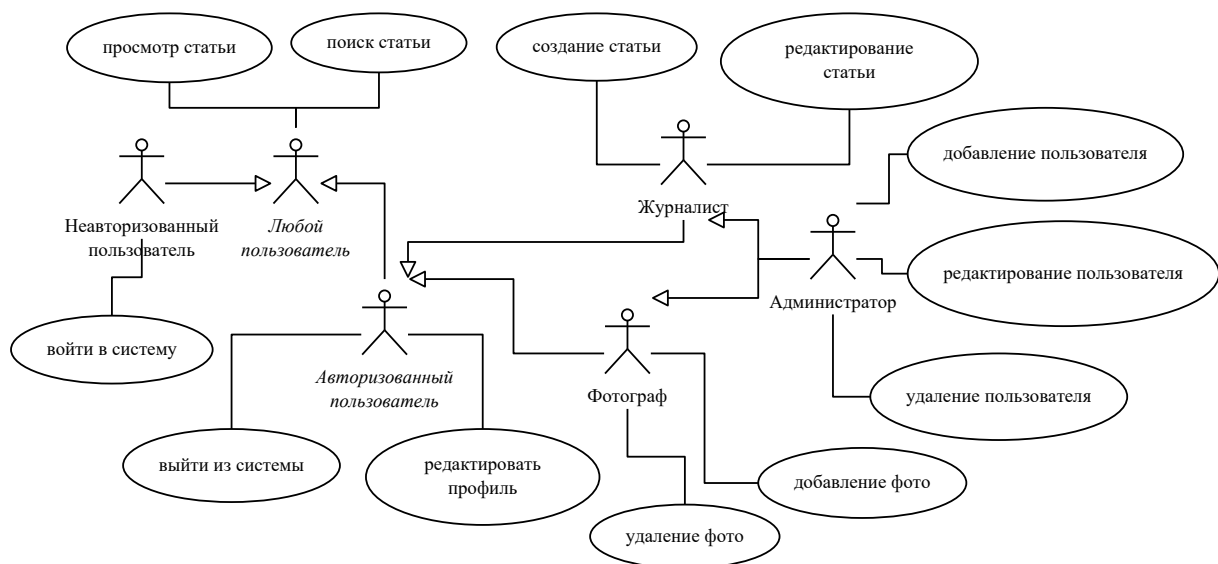 просмотр статьи
поиск статьи
создание статьи
редактирование
статьи
добавление пользователя
Журналист
Неавторизованный
пользователь
Любой
пользователь
редактирование пользователя
Администратор
войти в систему
Авторизованный
пользователь
Фотограф
удаление пользователя
выйти из системы
редактировать
профиль
добавление фото
удаление фото